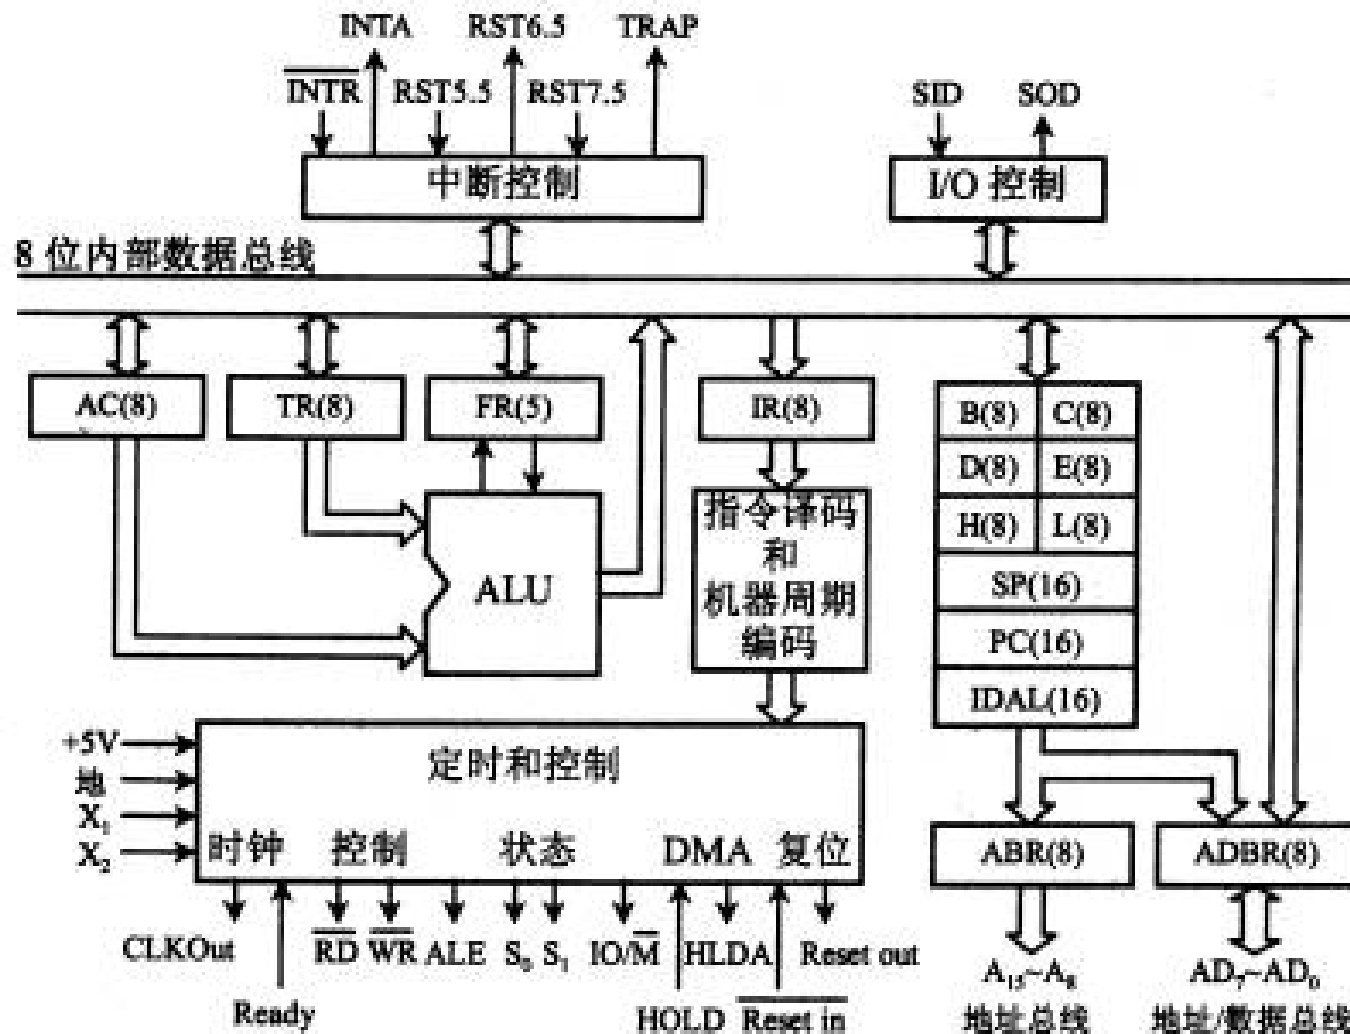 INTA RST6.5 TRAP
I̅N̅T̅R̅ RST5.5 RST7.5
SID SOD
中断控制
I/O 控制
8 位内部数据总线
AC(8)
TR(8)
FR(5)
IR(8)
B(8) C(8)
D(8) E(8)
H(8) L(8)
SP(16)
PC(16)
IDAL(16)
ALU
指令译码
和
机器周期
编码
+5V
地
X₁
X₂
定时和控制
时钟 控制 状态 DMA 复位
ABR(8)
ADBR(8)
CLKOut R̅D̅ W̅R̅ ALE S₀ S₁ IO/M̅ HLDA Reset out
Ready HOLD R̅e̅s̅e̅t̅ i̅n̅
A₁₅~A₈
地址总线
AD₇~AD₀
地址/数据总线